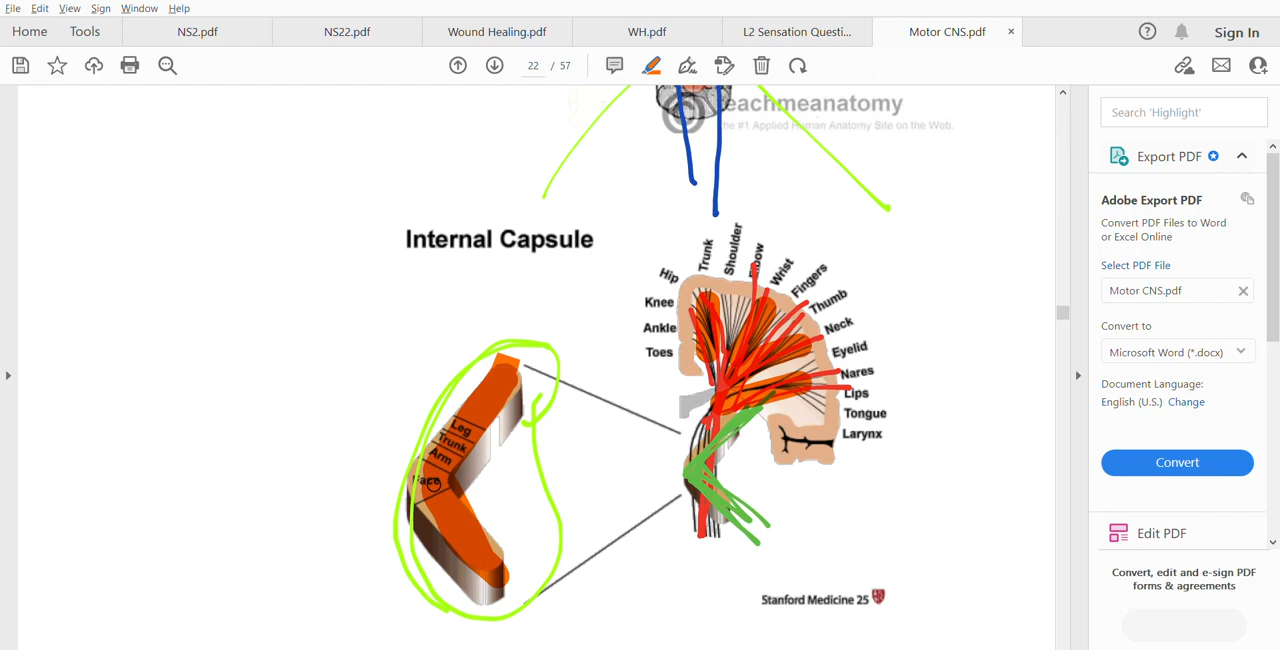 File Edit View Sign Window Help
Home Tools NS2.pdf NS22.pdf Wound Healing.pdf WH.pdf L2 Sensation Questi... Motor CNS.pdf × Sign In
22 / 57
teachmeanatomy
The #1 Applied Human Anatomy Site on the Web.
Internal Capsule
Hip
Trunk
Shoulder
Elbow
Wrist
Fingers
Thumb
Neck
Eyelid
Nares
Lips
Tongue
Larynx
Knee
Ankle
Toes
Leg
Trunk
Arm
Face
Stanford Medicine 25
Search 'Highlight'
Export PDF
Adobe Export PDF
Convert PDF Files to Word
or Excel Online
Select PDF File
Motor CNS.pdf
Convert to
Microsoft Word (*.docx)
Document Language:
English (U.S.) Change
Convert
Edit PDF
Convert, edit and e-sign PDF
forms & agreements